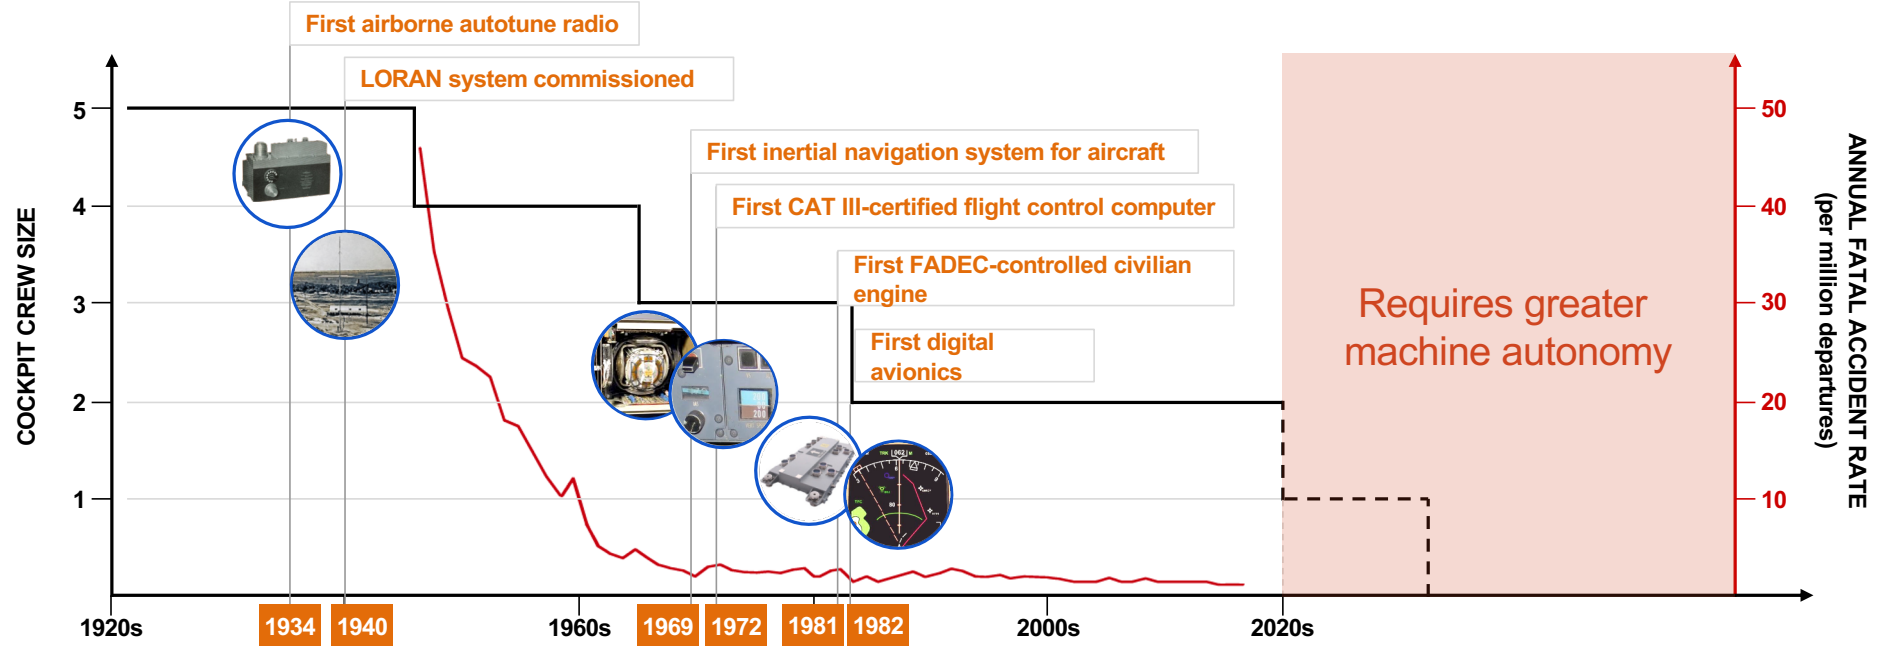 First airborne autotune radio
LORAN system commissioned
First inertial navigation system for aircraft
First CAT III-certified flight control computer
First FADEC-controlled civilian
engine
First digital
avionics
Requires greater
machine autonomy
COCKPIT CREW SIZE
5
4
3
2
1
50
40
30
20
10
ANNUAL FATAL ACCIDENT RATE
(per million departures)
1920s
1934
1940
1960s
1969
1972
1981
1982
2000s
2020s